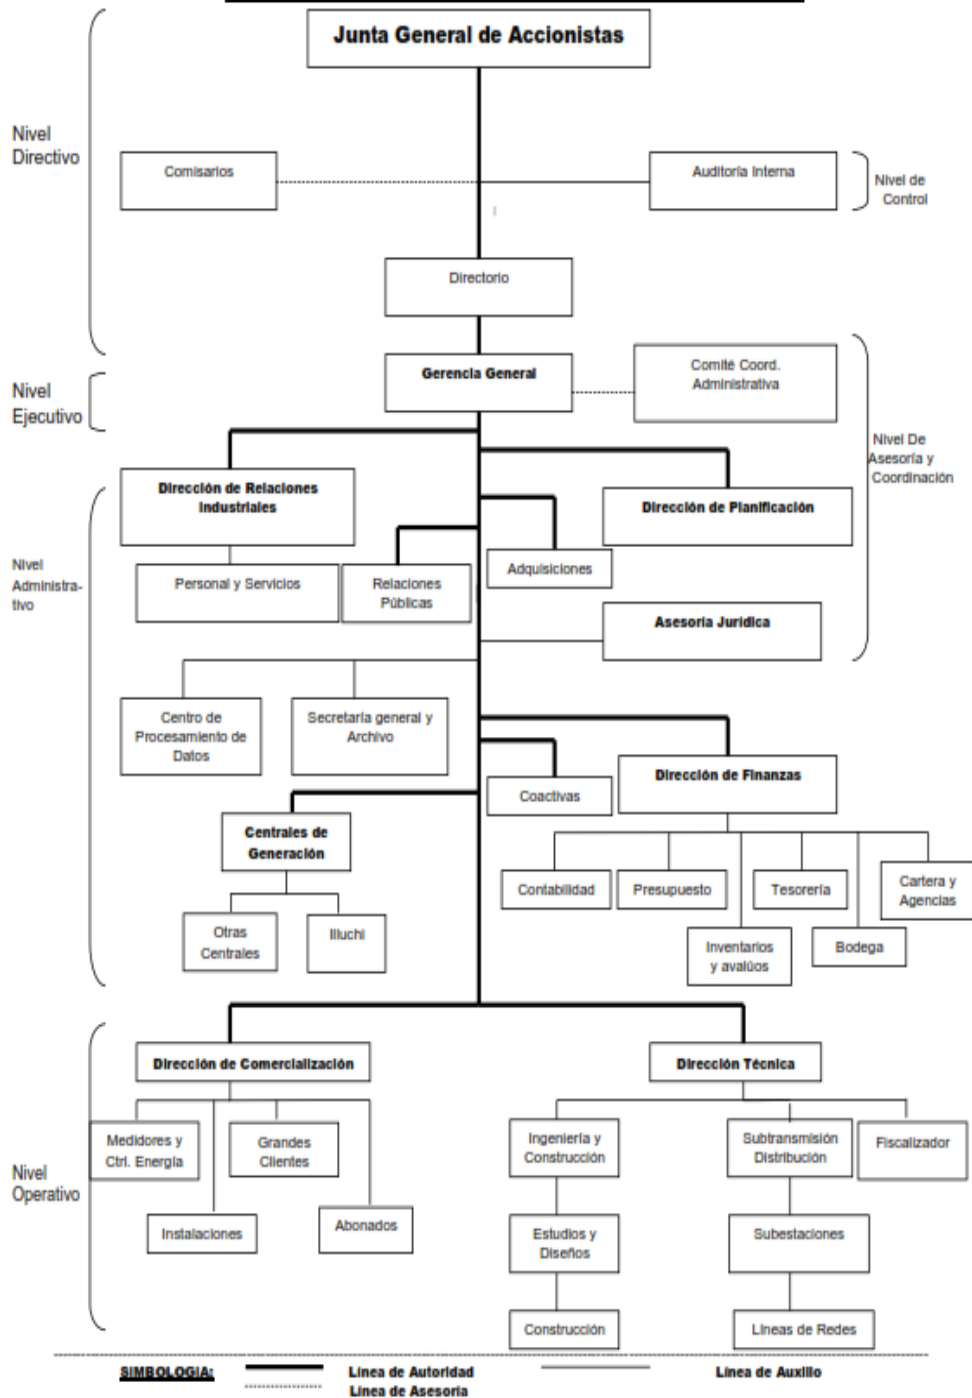 Junta General de Accionistas
Nivel
Directivo
Comisarios
Auditoría Interna
Nivel de
Control
Directorio
Gerencia General
Comité Coord.
Administrativa
Nivel
Ejecutivo
Nivel De
Asesoría y
Coordinación
Dirección de Relaciones
Industriales
Dirección de Planificación
Nivel
Administra-
tivo
Personal y Servicios
Relaciones
Públicas
Adquisiciones
Asesoría Jurídica
Centro de
Procesamiento de
Datos
Secretaría general y
Archivo
Coactivas
Dirección de Finanzas
Centrales de
Generación
Contabilidad
Presupuesto
Tesorería
Cartera y
Agencias
Otras
Centrales
Illuchi
Inventarios
y avalúos
Bodega
Dirección de Comercialización
Dirección Técnica
Medidores y
Ctrl. Energía
Grandes
Clientes
Ingeniería y
Construcción
Subtransmisión
Distribución
Fiscalizador
Nivel
Operativo
Instalaciones
Abonados
Estudios y
Diseños
Subestaciones
Construcción
Líneas de Redes
SIMBOLOGIA:
Línea de Autoridad
Línea de Auxilio
Línea de Asesoría